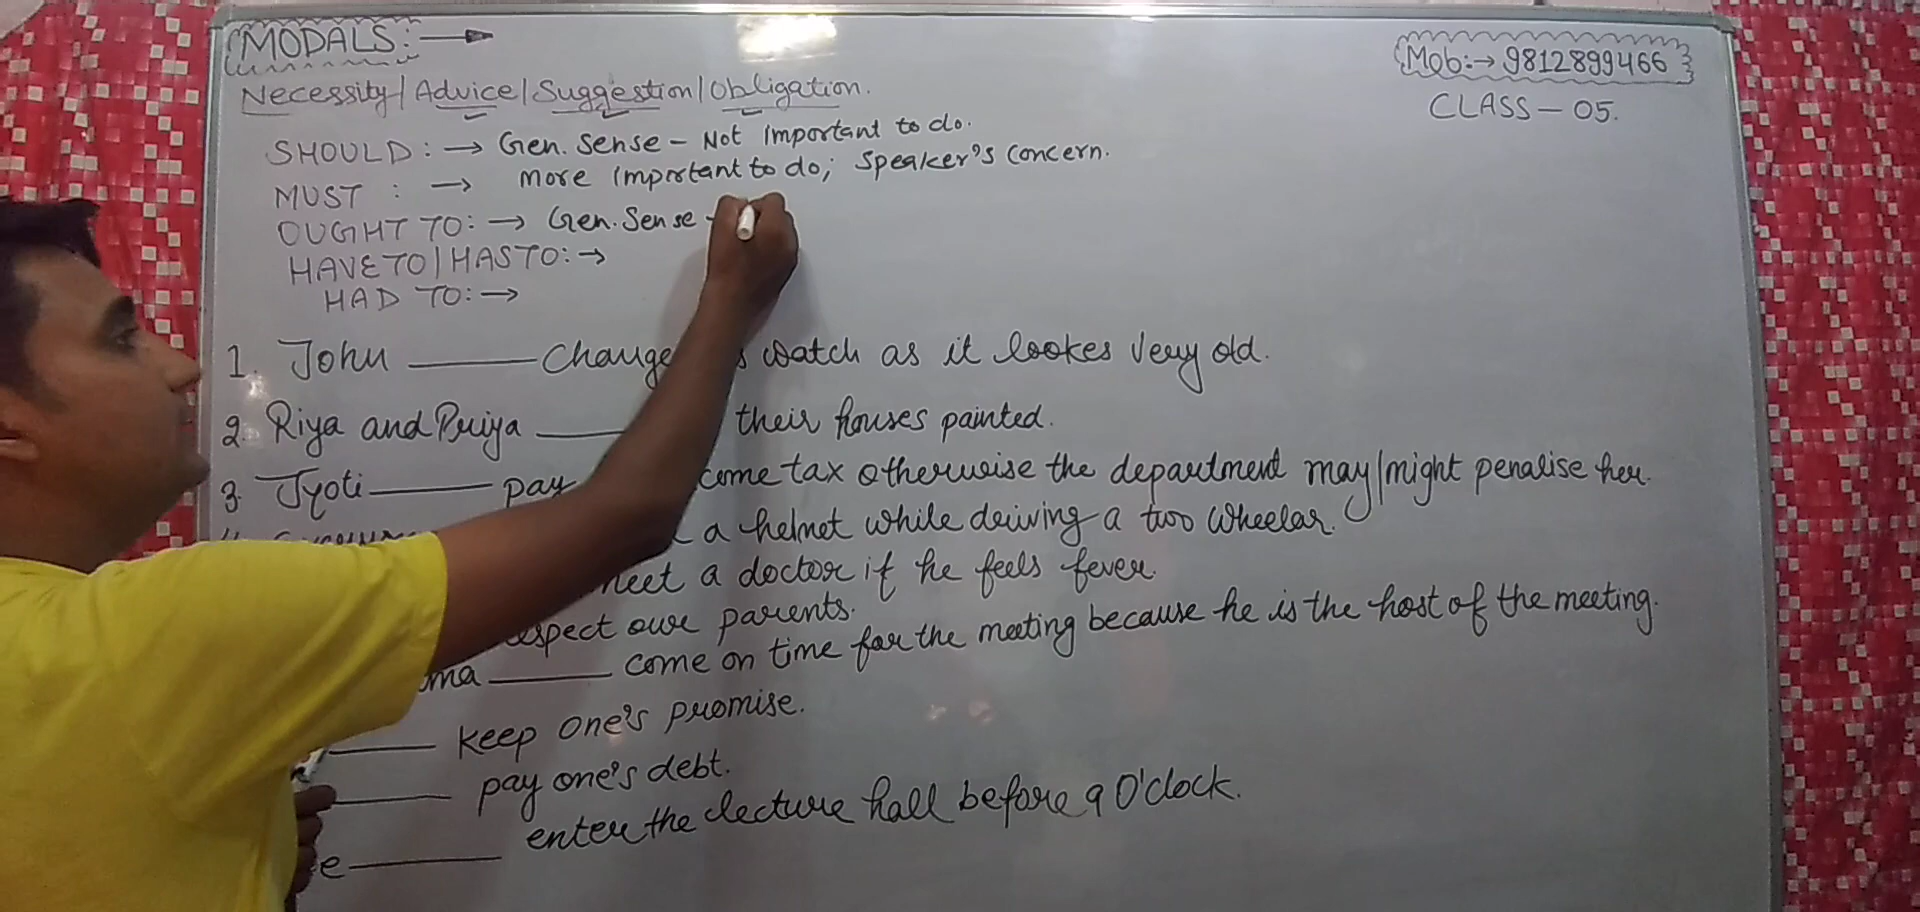 MODALS:→
Mob:→ 9812899466
CLASS – 05.
Necessity/Advice/Suggestion/Obligation.
SHOULD:→ Gen. Sense – Not important to do.
MUST : → more important to do; Speaker's concern.
OUGHT TO:→ Gen. Sense
HAVE TO/HAS TO:→
HAD TO:→
1. John ______ change watch as it lookes very old.
2. Riya and Priya ______ their houses painted.
3. Jyoti ______ pay come tax otherwise the department may/might penalise her.
a helmet while driving a two wheelar.
meet a doctor if he feels fever.
respect our parents.
ma ______ come on time for the meeting because he is the host of the meeting.
______ keep one's promise.
______ pay one's debt.
e ______ enter the lecture hall before 9 O'clock.